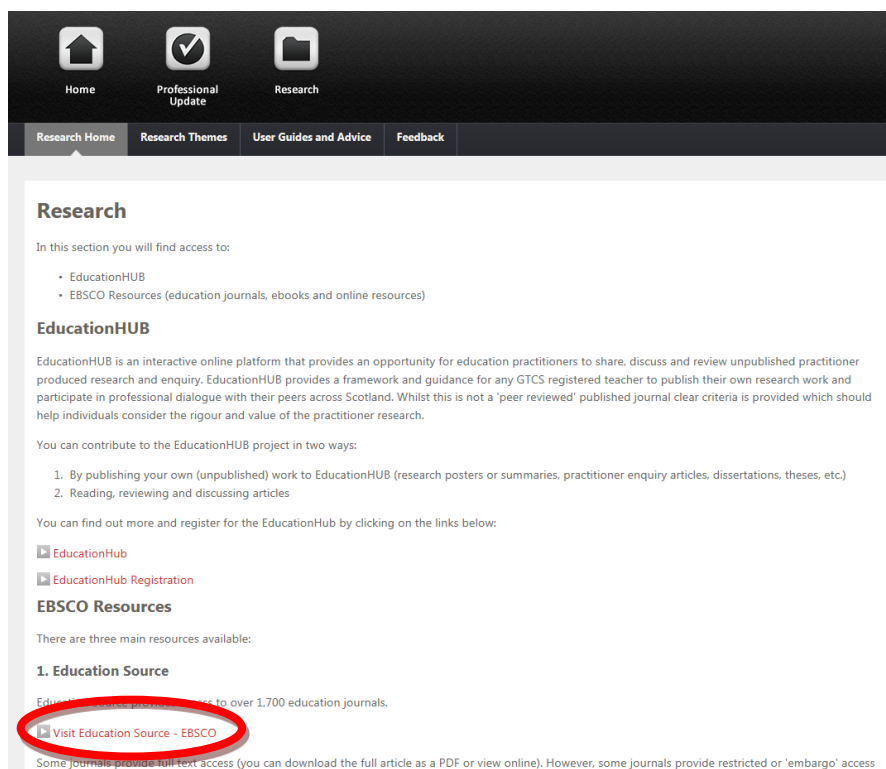 Home
Professional
Update
Research
Research Home
Research Themes
User Guides and Advice
Feedback
Research
In this section you will find access to:
• EducationHUB
• EBSCO Resources (education journals, ebooks and online resources)
EducationHUB
EducationHUB is an interactive online platform that provides an opportunity for education practitioners to share, discuss and review unpublished practitioner
produced research and enquiry. EducationHUB provides a framework and guidance for any GTCS registered teacher to publish their own research work and
participate in professional dialogue with their peers across Scotland. Whilst this is not a 'peer reviewed' published journal clear criteria is provided which should
help individuals consider the rigour and value of the practitioner research.
You can contribute to the EducationHUB project in two ways:
1. By publishing your own (unpublished) work to EducationHUB (research posters or summaries, practitioner enquiry articles, dissertations, theses, etc.)
2. Reading, reviewing and discussing articles
You can find out more and register for the EducationHub by clicking on the links below:
EducationHub
EducationHub Registration
EBSCO Resources
There are three main resources available:
1. Education Source
Education Source provides access to over 1,700 education journals.
Visit Education Source - EBSCO
Some Journals provide full text access (you can download the full article as a PDF or view online). However, some journals provide restricted or 'embargo' access